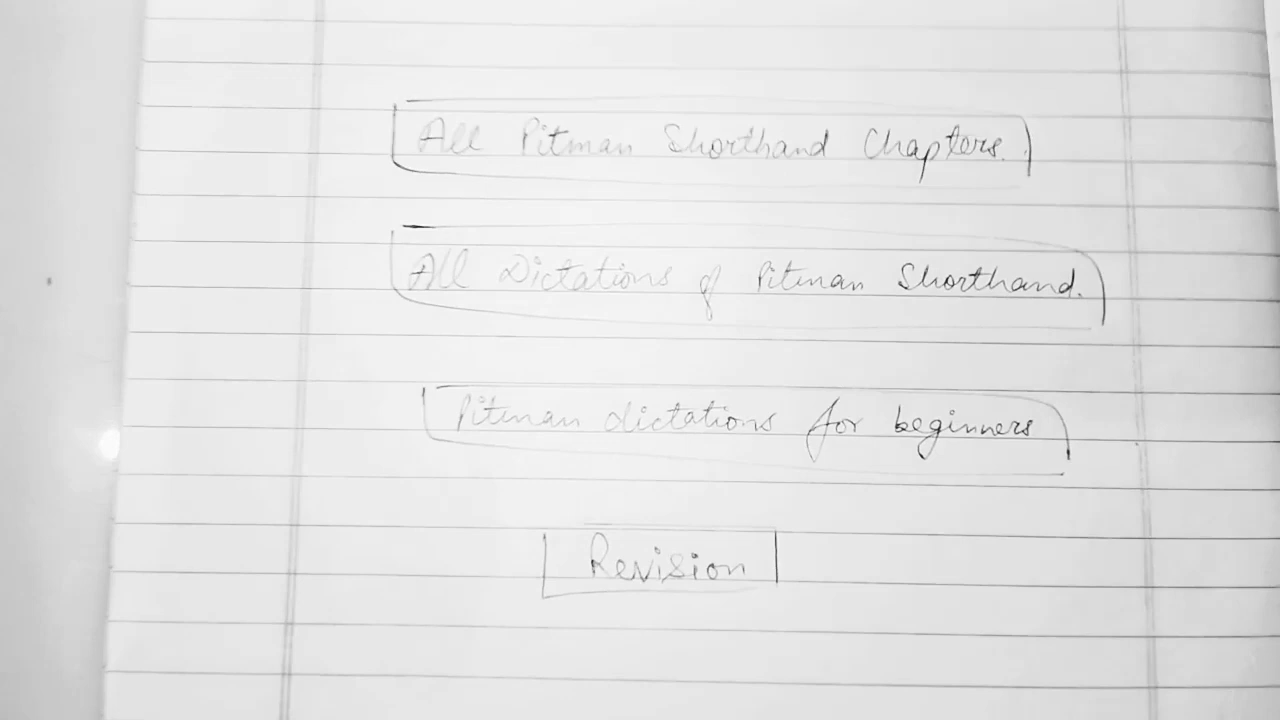 All Pitman Shorthand Chapters.
All Dictations of Pitman Shorthand.
Pitman dictations for beginners
Revision